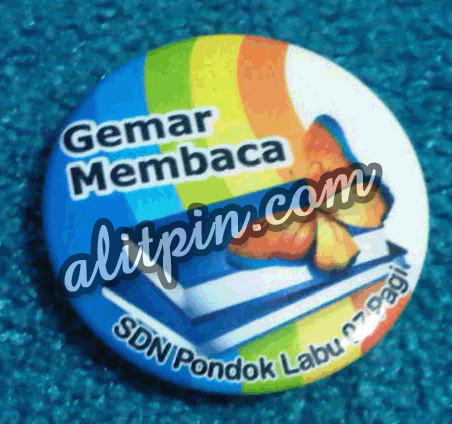 Gemar
Membaca
alitpin.com
SDN Pondok Labu 07 Pagi